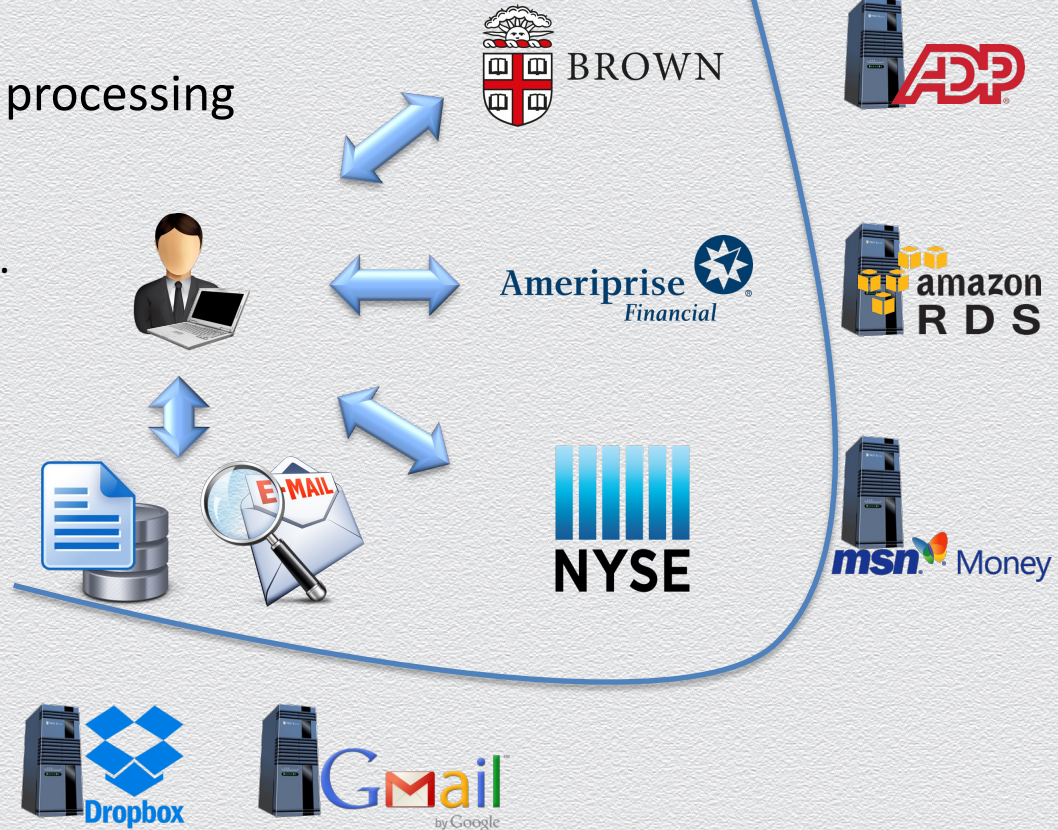 BROWN
ADP
processing
.
Ameriprise
Financial
amazon
RDS
E-MAIL
NYSE
msn Money
Dropbox
Gmail
by Google